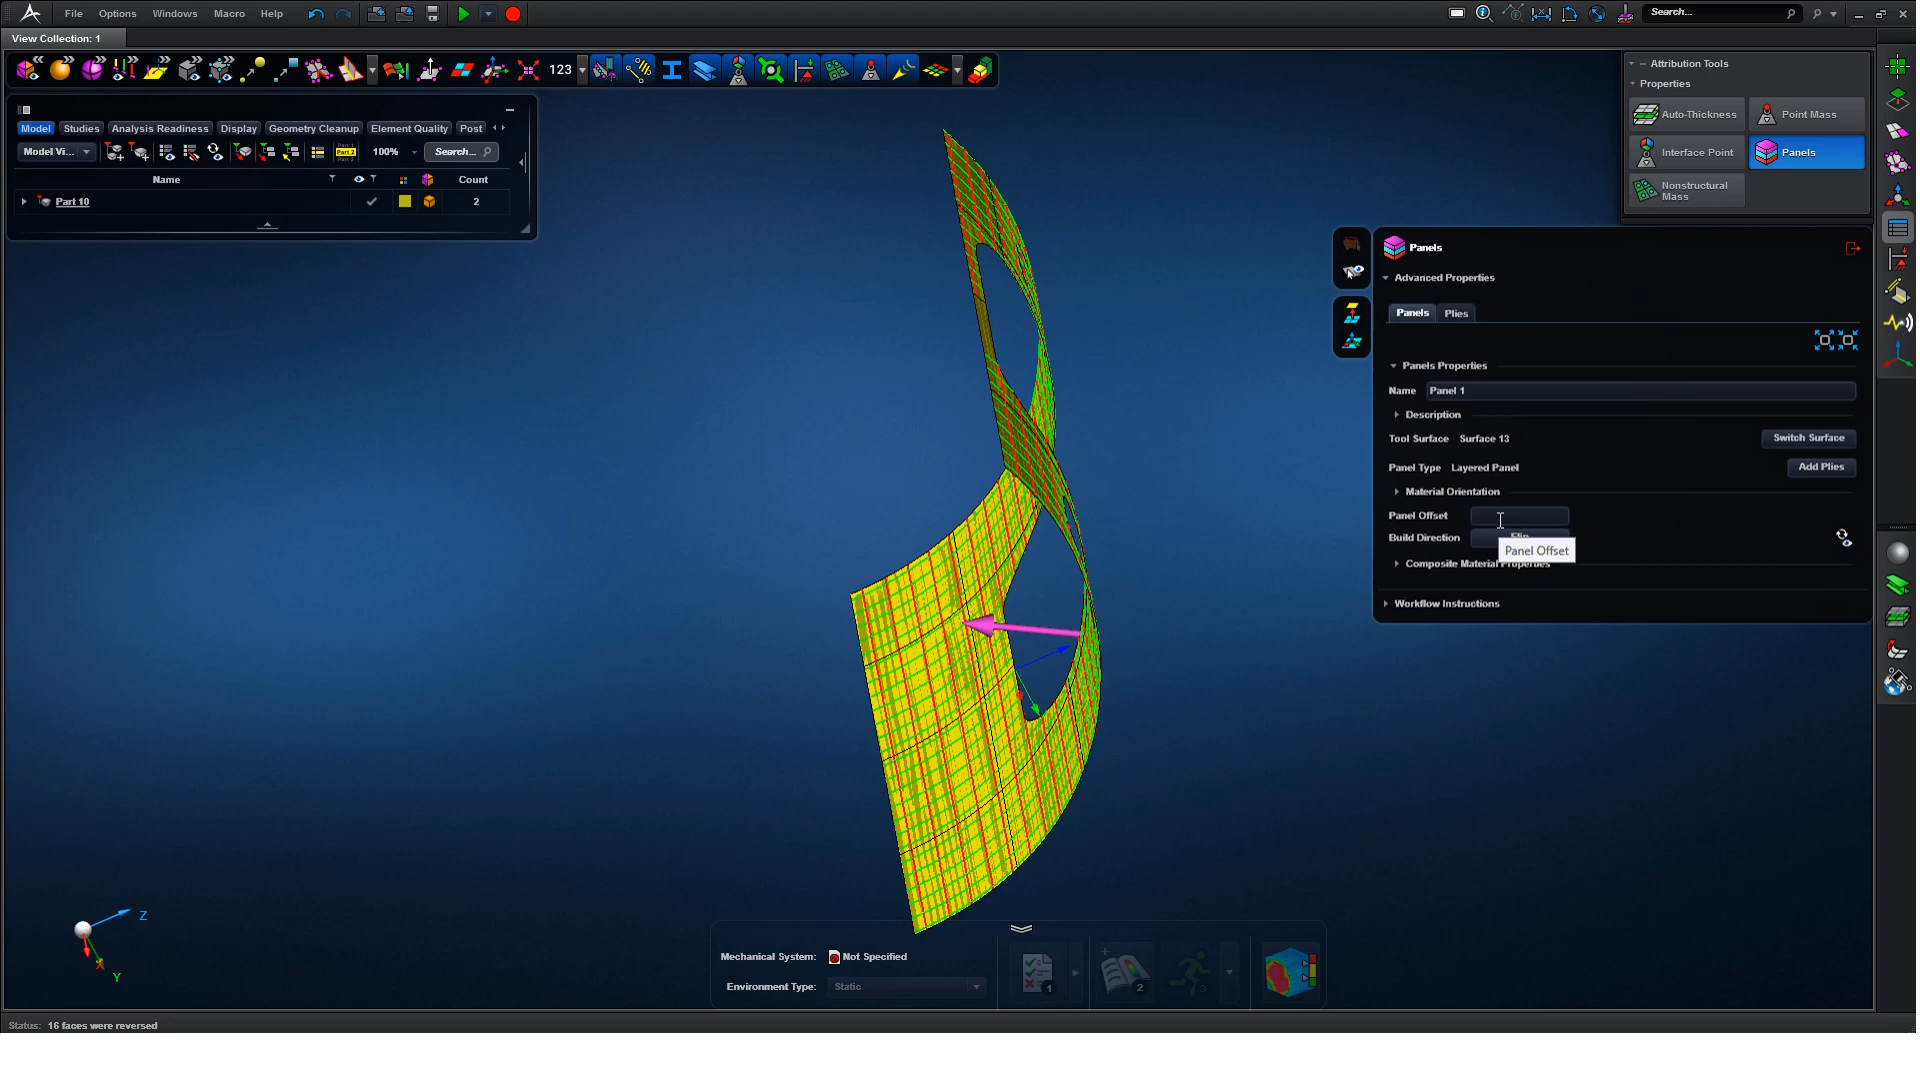 File Options Windows Macro Help Search...
View Collection: 1
123
Attribution Tools
Properties
Auto-Thickness Point Mass
Interface Point Panels
Nonstructural Mass
Model Studies Analysis Readiness Display Geometry Cleanup Element Quality Post
Model Vi... 100% Search...
Name Count
Part 10 2
Panels
Advanced Properties
Panels Plies
Panels Properties
Name Panel 1
Description
Tool Surface Surface 13 Switch Surface
Panel Type Layered Panel Add Plies
Material Orientation
Panel Offset
Build Direction
Panel Offset
Composite Material Properties
Workflow Instructions
Z
X
Y
Mechanical System: Not Specified
Environment Type: Static
1 2 3
Status: 16 faces were reversed